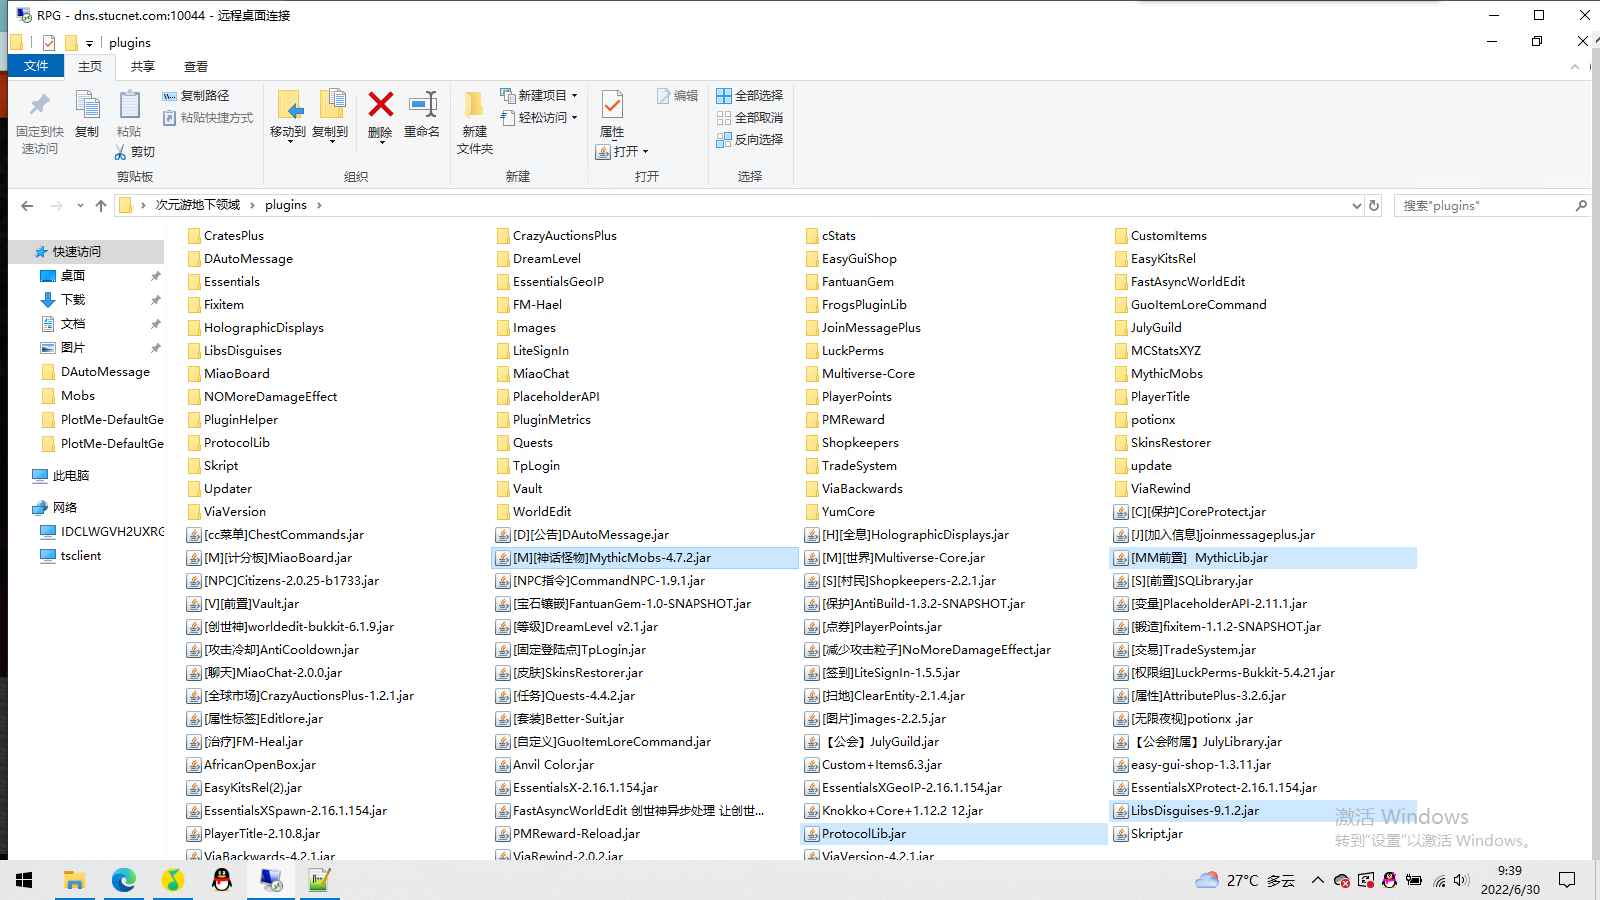 RPG - dns.stucnet.com:10044 - 远程桌面连接
plugins
文件 主页 共享 查看
固定到快速访问
复制
粘贴
复制路径
粘贴快捷方式
剪切
剪贴板
移动到
复制到
删除
重命名
组织
新建文件夹
新建项目
轻松访问
新建
属性
打开
编辑
打开
全部选择
全部取消
反向选择
选择
次元游地下领域 plugins
搜索"plugins"
快速访问
桌面
下载
文档
图片
DAutoMessage
Mobs
PlotMe-DefaultGe
PlotMe-DefaultGe
此电脑
网络
IDCLWGVH2UXRG
tsclient
CratesPlus CrazyAuctionsPlus cStats CustomItems
DAutoMessage DreamLevel EasyGuiShop EasyKitsRel
Essentials EssentialsGeoIP FantuanGem FastAsyncWorldEdit
Fixitem FM-Hael FrogsPluginLib GuoItemLoreCommand
HolographicDisplays Images JoinMessagePlus JulyGuild
LibsDisguises LiteSignIn LuckPerms MCStatsXYZ
MiaoBoard MiaoChat Multiverse-Core MythicMobs
NOMoreDamageEffect PlaceholderAPI PlayerPoints PlayerTitle
PluginHelper PluginMetrics PMReward potionx
ProtocolLib Quests Shopkeepers SkinsRestorer
Skript TpLogin TradeSystem update
Updater Vault ViaBackwards ViaRewind
ViaVersion WorldEdit YumCore [C][保护]CoreProtect.jar
[cc菜单]ChestCommands.jar [D][公告]DAutoMessage.jar [H][全息]HolographicDisplays.jar [J][加入信息]joinmessageplus.jar
[M][计分板]MiaoBoard.jar [M][神话怪物]MythicMobs-4.7.2.jar [M][世界]Multiverse-Core.jar [MM前置] MythicLib.jar
[NPC]Citizens-2.0.25-b1733.jar [NPC指令]CommandNPC-1.9.1.jar [S][村民]Shopkeepers-2.2.1.jar [S][前置]SQLibrary.jar
[V][前置]Vault.jar [宝石镶嵌]FantuanGem-1.0-SNAPSHOT.jar [保护]AntiBuild-1.3.2-SNAPSHOT.jar [变量]PlaceholderAPI-2.11.1.jar
[创世神]worldedit-bukkit-6.1.9.jar [等级]DreamLevel v2.1.jar [点券]PlayerPoints.jar [锻造]fixitem-1.1.2-SNAPSHOT.jar
[攻击冷却]AntiCooldown.jar [固定登陆点]TpLogin.jar [减少攻击粒子]NoMoreDamageEffect.jar [交易]TradeSystem.jar
[聊天]MiaoChat-2.0.0.jar [皮肤]SkinsRestorer.jar [签到]LiteSignIn-1.5.5.jar [权限组]LuckPerms-Bukkit-5.4.21.jar
[全球市场]CrazyAuctionsPlus-1.2.1.jar [任务]Quests-4.4.2.jar [扫地]ClearEntity-2.1.4.jar [属性]AttributePlus-3.2.6.jar
[属性标签]Editlore.jar [套装]Better-Suit.jar [图片]images-2.2.5.jar [无限夜视]potionx .jar
[治疗]FM-Heal.jar [自定义]GuoItemLoreCommand.jar 【公会】JulyGuild.jar 【公会附属】JulyLibrary.jar
AfricanOpenBox.jar Anvil Color.jar Custom+Items6.3.jar easy-gui-shop-1.3.11.jar
EasyKitsRel(2).jar EssentialsX-2.16.1.154.jar EssentialsXGeoIP-2.16.1.154.jar EssentialsXProtect-2.16.1.154.jar
EssentialsXSpawn-2.16.1.154.jar FastAsyncWorldEdit 创世神异步处理 让创世... Knokko+Core+1.12.2 12.jar LibsDisguises-9.1.2.jar
PlayerTitle-2.10.8.jar PMReward-Reload.jar ProtocolLib.jar Skript.jar
ViaBackwards-4.2.1.jar ViaRewind-2.0.2.jar ViaVersion-4.2.1.jar
激活 Windows
转到"设置"以激活 Windows。
27°C 多云
9:39
2022/6/30